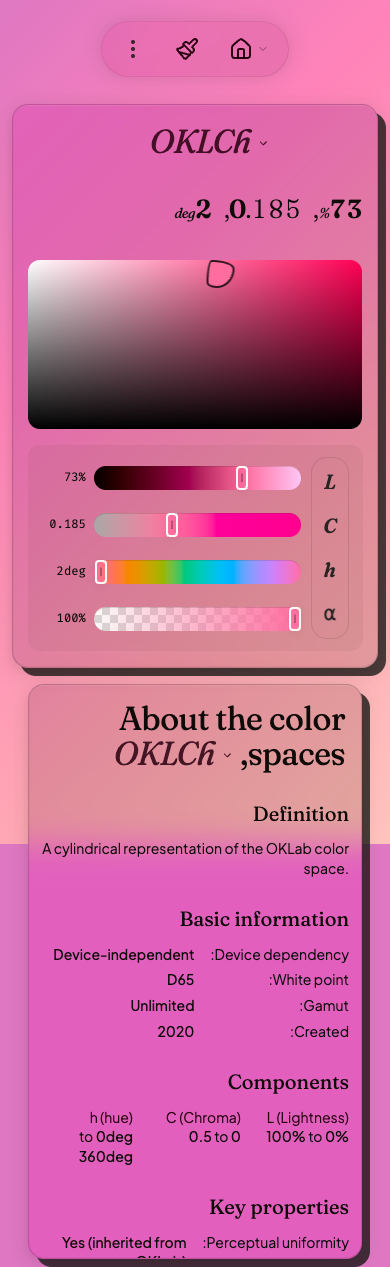 OKLCh
deg2 ,0.185 ,%73
73% L
0.185 C
2deg h
100% α
About the color
OKLCh ,spaces
Definition
A cylindrical representation of the OKLab color
space.
Basic information
Device-independent :Device dependency
D65 :White point
Unlimited :Gamut
2020 :Created
Components
h (hue) C (Chroma) L (Lightness)
to 0deg 0.5 to 0 100% to 0%
360deg
Key properties
Yes (inherited from :Perceptual uniformity